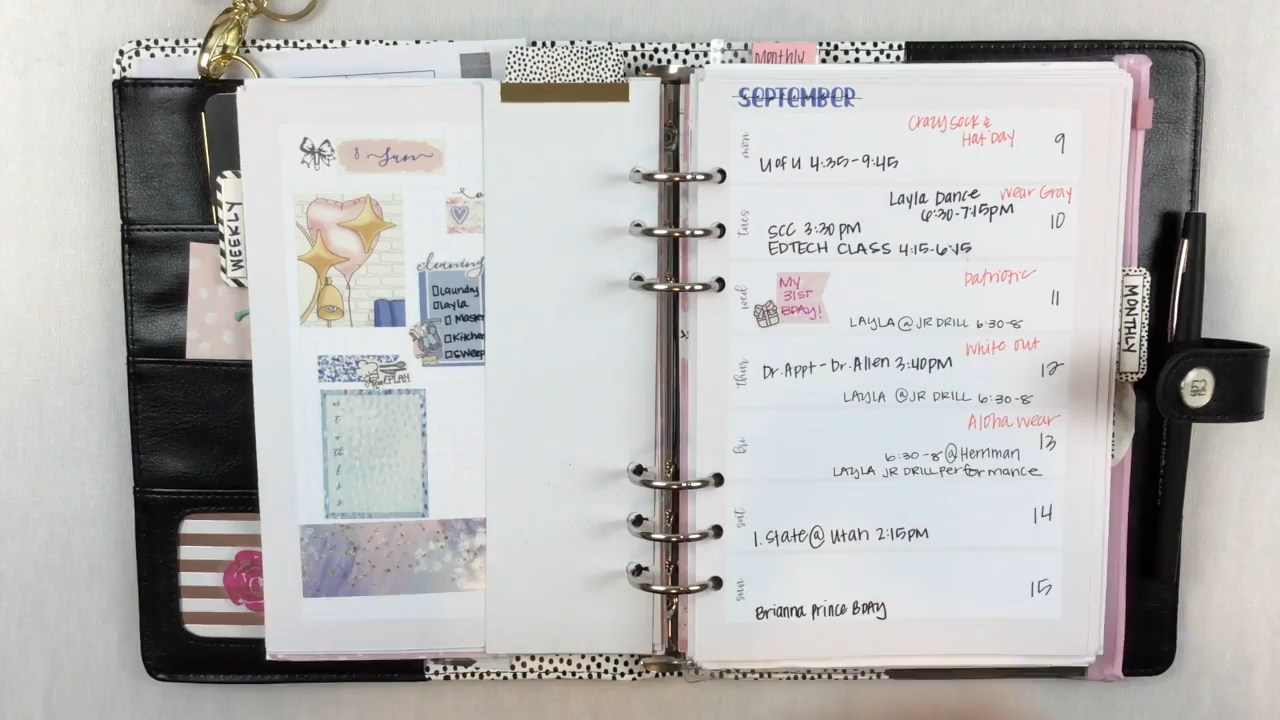 Monthly
WEEKLY
8 Sun
cleaning
Laundry
Layla
Master
Kitchen
Sweep
PLAN
SEPTEMBER
mon
Crazy sock &
Hat Day
9
U of U 4:35-9:45
tues
Layla Dance
6:30-7:15PM
Wear Gray
10
SCC 3:30 PM
EDTECH CLASS 4:15-6:45
wed
MY
31ST
BDAY!
Patriotic
11
LAYLA @ JR DRILL 6:30-8
thur
White out
12
Dr. Appt - Dr. Allen 3:40PM
LAYLA @ JR DRILL 6:30-8
fri
Aloha wear
13
6:30-8 @ Herriman
LAYLA JR DRILL performance
sat
14
I. State @ Utah 2:15PM
sun
15
Brianna Prince BDAY
MONTHLY